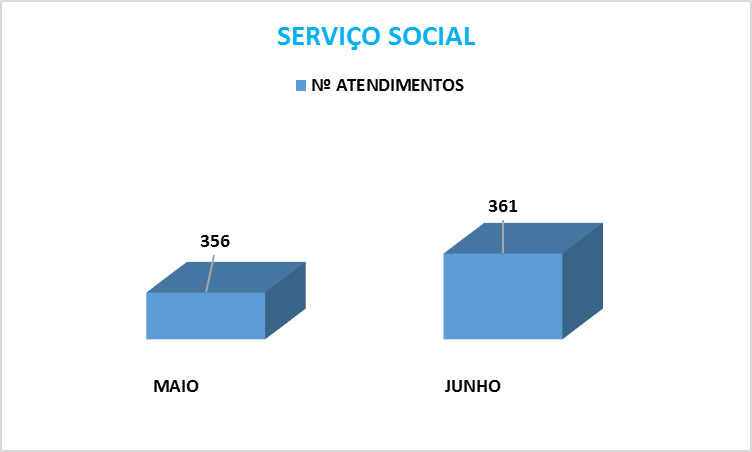 SERVIÇO SOCIAL
Nº ATENDIMENTOS
356
361
MAIO
JUNHO